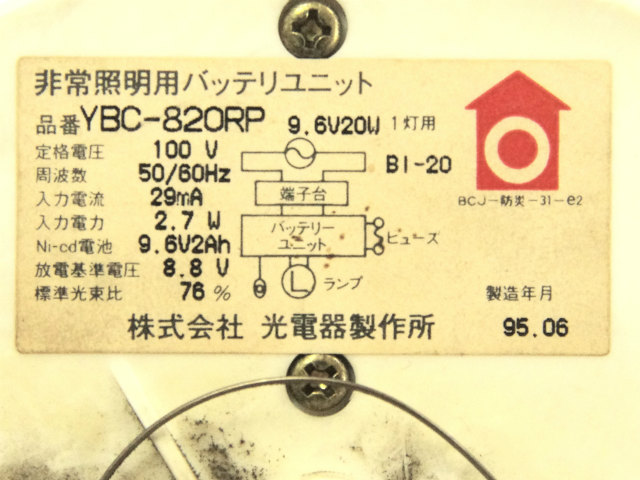 非常照明用バッテリユニット
品番 YBC-820RP 9.6V20W 1灯用
定格電圧 100 V
周波数 50/60Hz
入力電流 29mA
入力電力 2.7 W
Ni-cd電池 9.6V2Ah
放電基準電圧 8.8 V
標準光束比 76 %
BI-20
端子台
バッテリー
ユニット
ヒューズ
ランプ
BCJ-防災-31-e2
製造年月
95.06
株式会社 光電器製作所